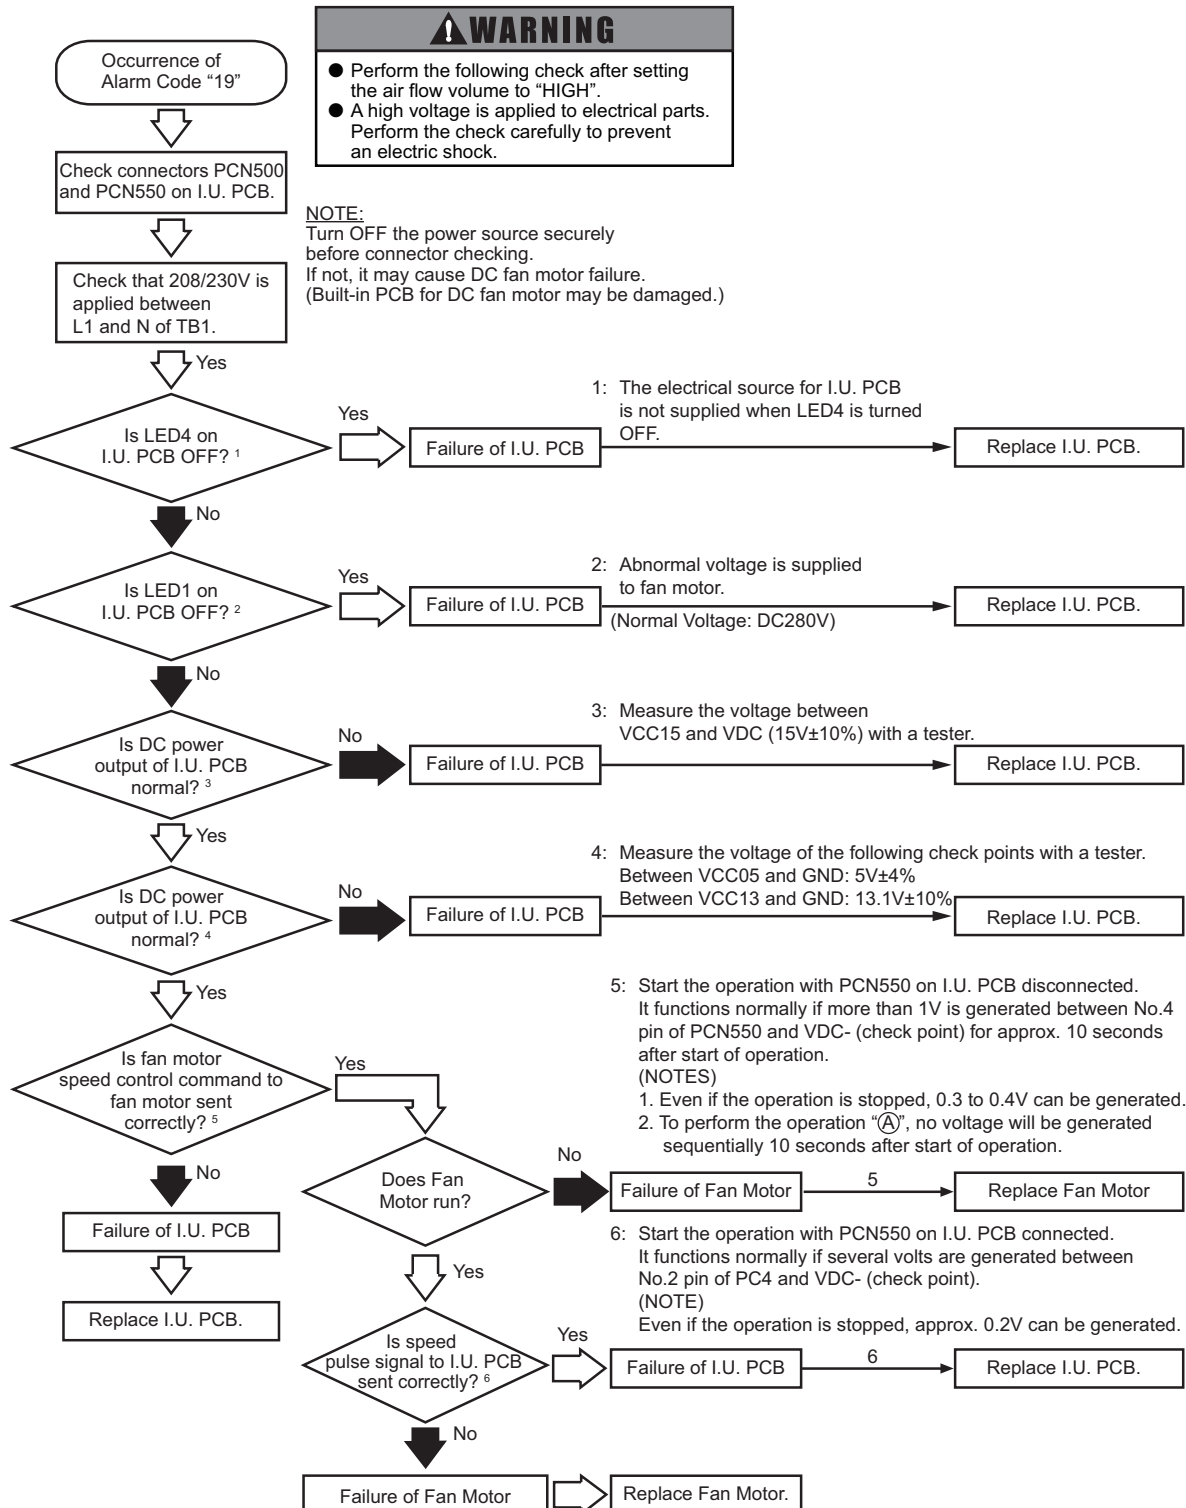 WARNING
● Perform the following check after setting
the air flow volume to “HIGH”.
● A high voltage is applied to electrical parts.
Perform the check carefully to prevent
an electric shock.
Occurrence of
Alarm Code “19”
Check connectors PCN500
and PCN550 on I.U. PCB.
NOTE:
Turn OFF the power source securely
before connector checking.
If not, it may cause DC fan motor failure.
(Built-in PCB for DC fan motor may be damaged.)
Check that 208/230V is
applied between
L1 and N of TB1.
Yes
Is LED4 on
I.U. PCB OFF? 1
Yes
Failure of I.U. PCB
1: The electrical source for I.U. PCB
is not supplied when LED4 is turned
OFF.
Replace I.U. PCB.
No
Is LED1 on
I.U. PCB OFF? 2
Yes
Failure of I.U. PCB
2: Abnormal voltage is supplied
to fan motor.
(Normal Voltage: DC280V)
Replace I.U. PCB.
No
Is DC power
output of I.U. PCB
normal? 3
No
Failure of I.U. PCB
3: Measure the voltage between
VCC15 and VDC (15V±10%) with a tester.
Replace I.U. PCB.
Yes
Is DC power
output of I.U. PCB
normal? 4
No
Failure of I.U. PCB
4: Measure the voltage of the following check points with a tester.
Between VCC05 and GND: 5V±4%
Between VCC13 and GND: 13.1V±10%
Replace I.U. PCB.
Yes
Is fan motor
speed control command to
fan motor sent
correctly? 5
Yes
5: Start the operation with PCN550 on I.U. PCB disconnected.
It functions normally if more than 1V is generated between No.4
pin of PCN550 and VDC- (check point) for approx. 10 seconds
after start of operation.
(NOTES)
1. Even if the operation is stopped, 0.3 to 0.4V can be generated.
2. To perform the operation “Ⓐ”, no voltage will be generated
sequentially 10 seconds after start of operation.
No
Failure of I.U. PCB
Replace I.U. PCB.
Does Fan
Motor run?
No
Failure of Fan Motor
5
Replace Fan Motor
Yes
6: Start the operation with PCN550 on I.U. PCB connected.
It functions normally if several volts are generated between
No.2 pin of PC4 and VDC- (check point).
(NOTE)
Even if the operation is stopped, approx. 0.2V can be generated.
Is speed
pulse signal to I.U. PCB
sent correctly? 6
Yes
Failure of I.U. PCB
6
Replace I.U. PCB.
No
Failure of Fan Motor
Replace Fan Motor.